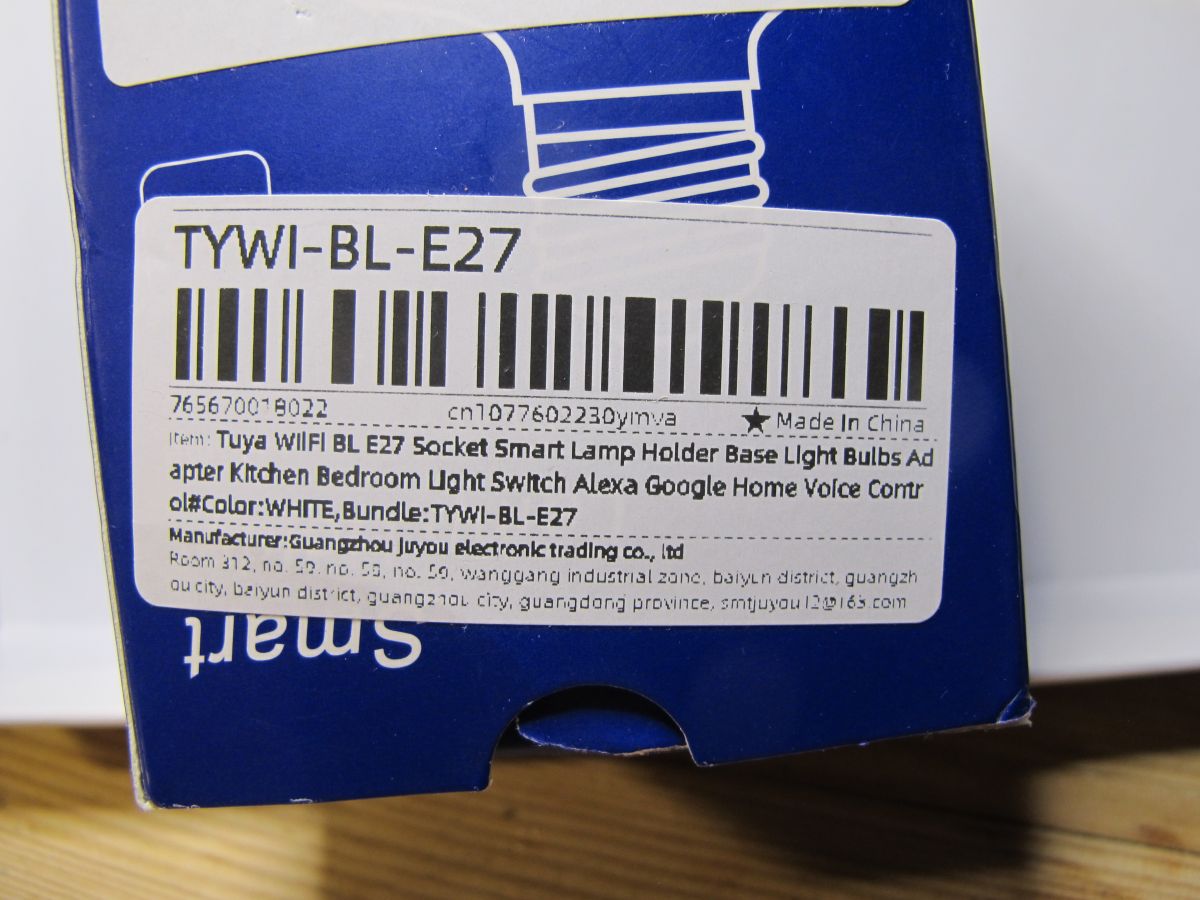 TYWI-BL-E27
765670018022 cn1077602230ymva ★ Made In China
Item: Tuya WiiFi BL E27 Socket Smart Lamp Holder Base Light Bulbs Ad
apter Kitchen Bedroom Light Switch Alexa Google Home Voice Contr
ol#Color:WHITE,Bundle:TYWI-BL-E27
Manufacturer:Guangzhou juyou electronic trading co., ltd
Room 312, no. 59, no. 59, no. 59, wanggang industrial zone, baiyun district, guangzh
ou city, baiyun district, guangzhou city, guangdong province, smtjuyou12@163.com
Smart